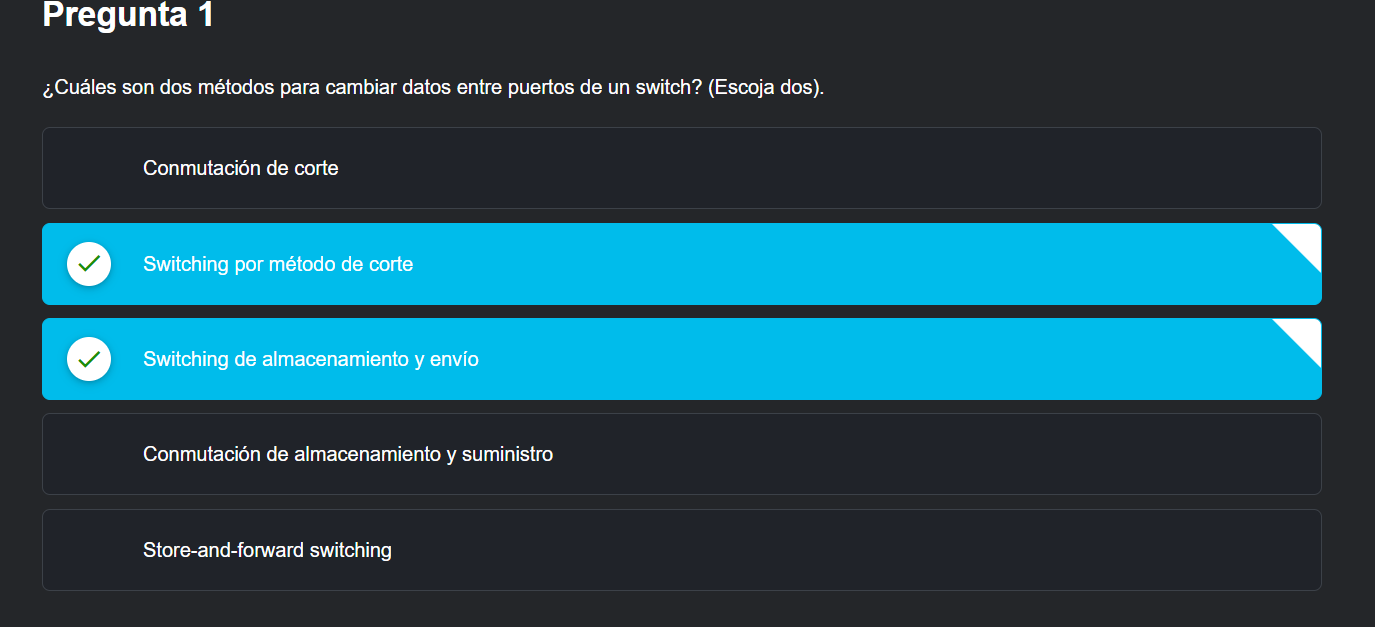 Pregunta 1
¿Cuáles son dos métodos para cambiar datos entre puertos de un switch? (Escoja dos).
Conmutación de corte
Switching por método de corte
Switching de almacenamiento y envío
Conmutación de almacenamiento y suministro
Store-and-forward switching